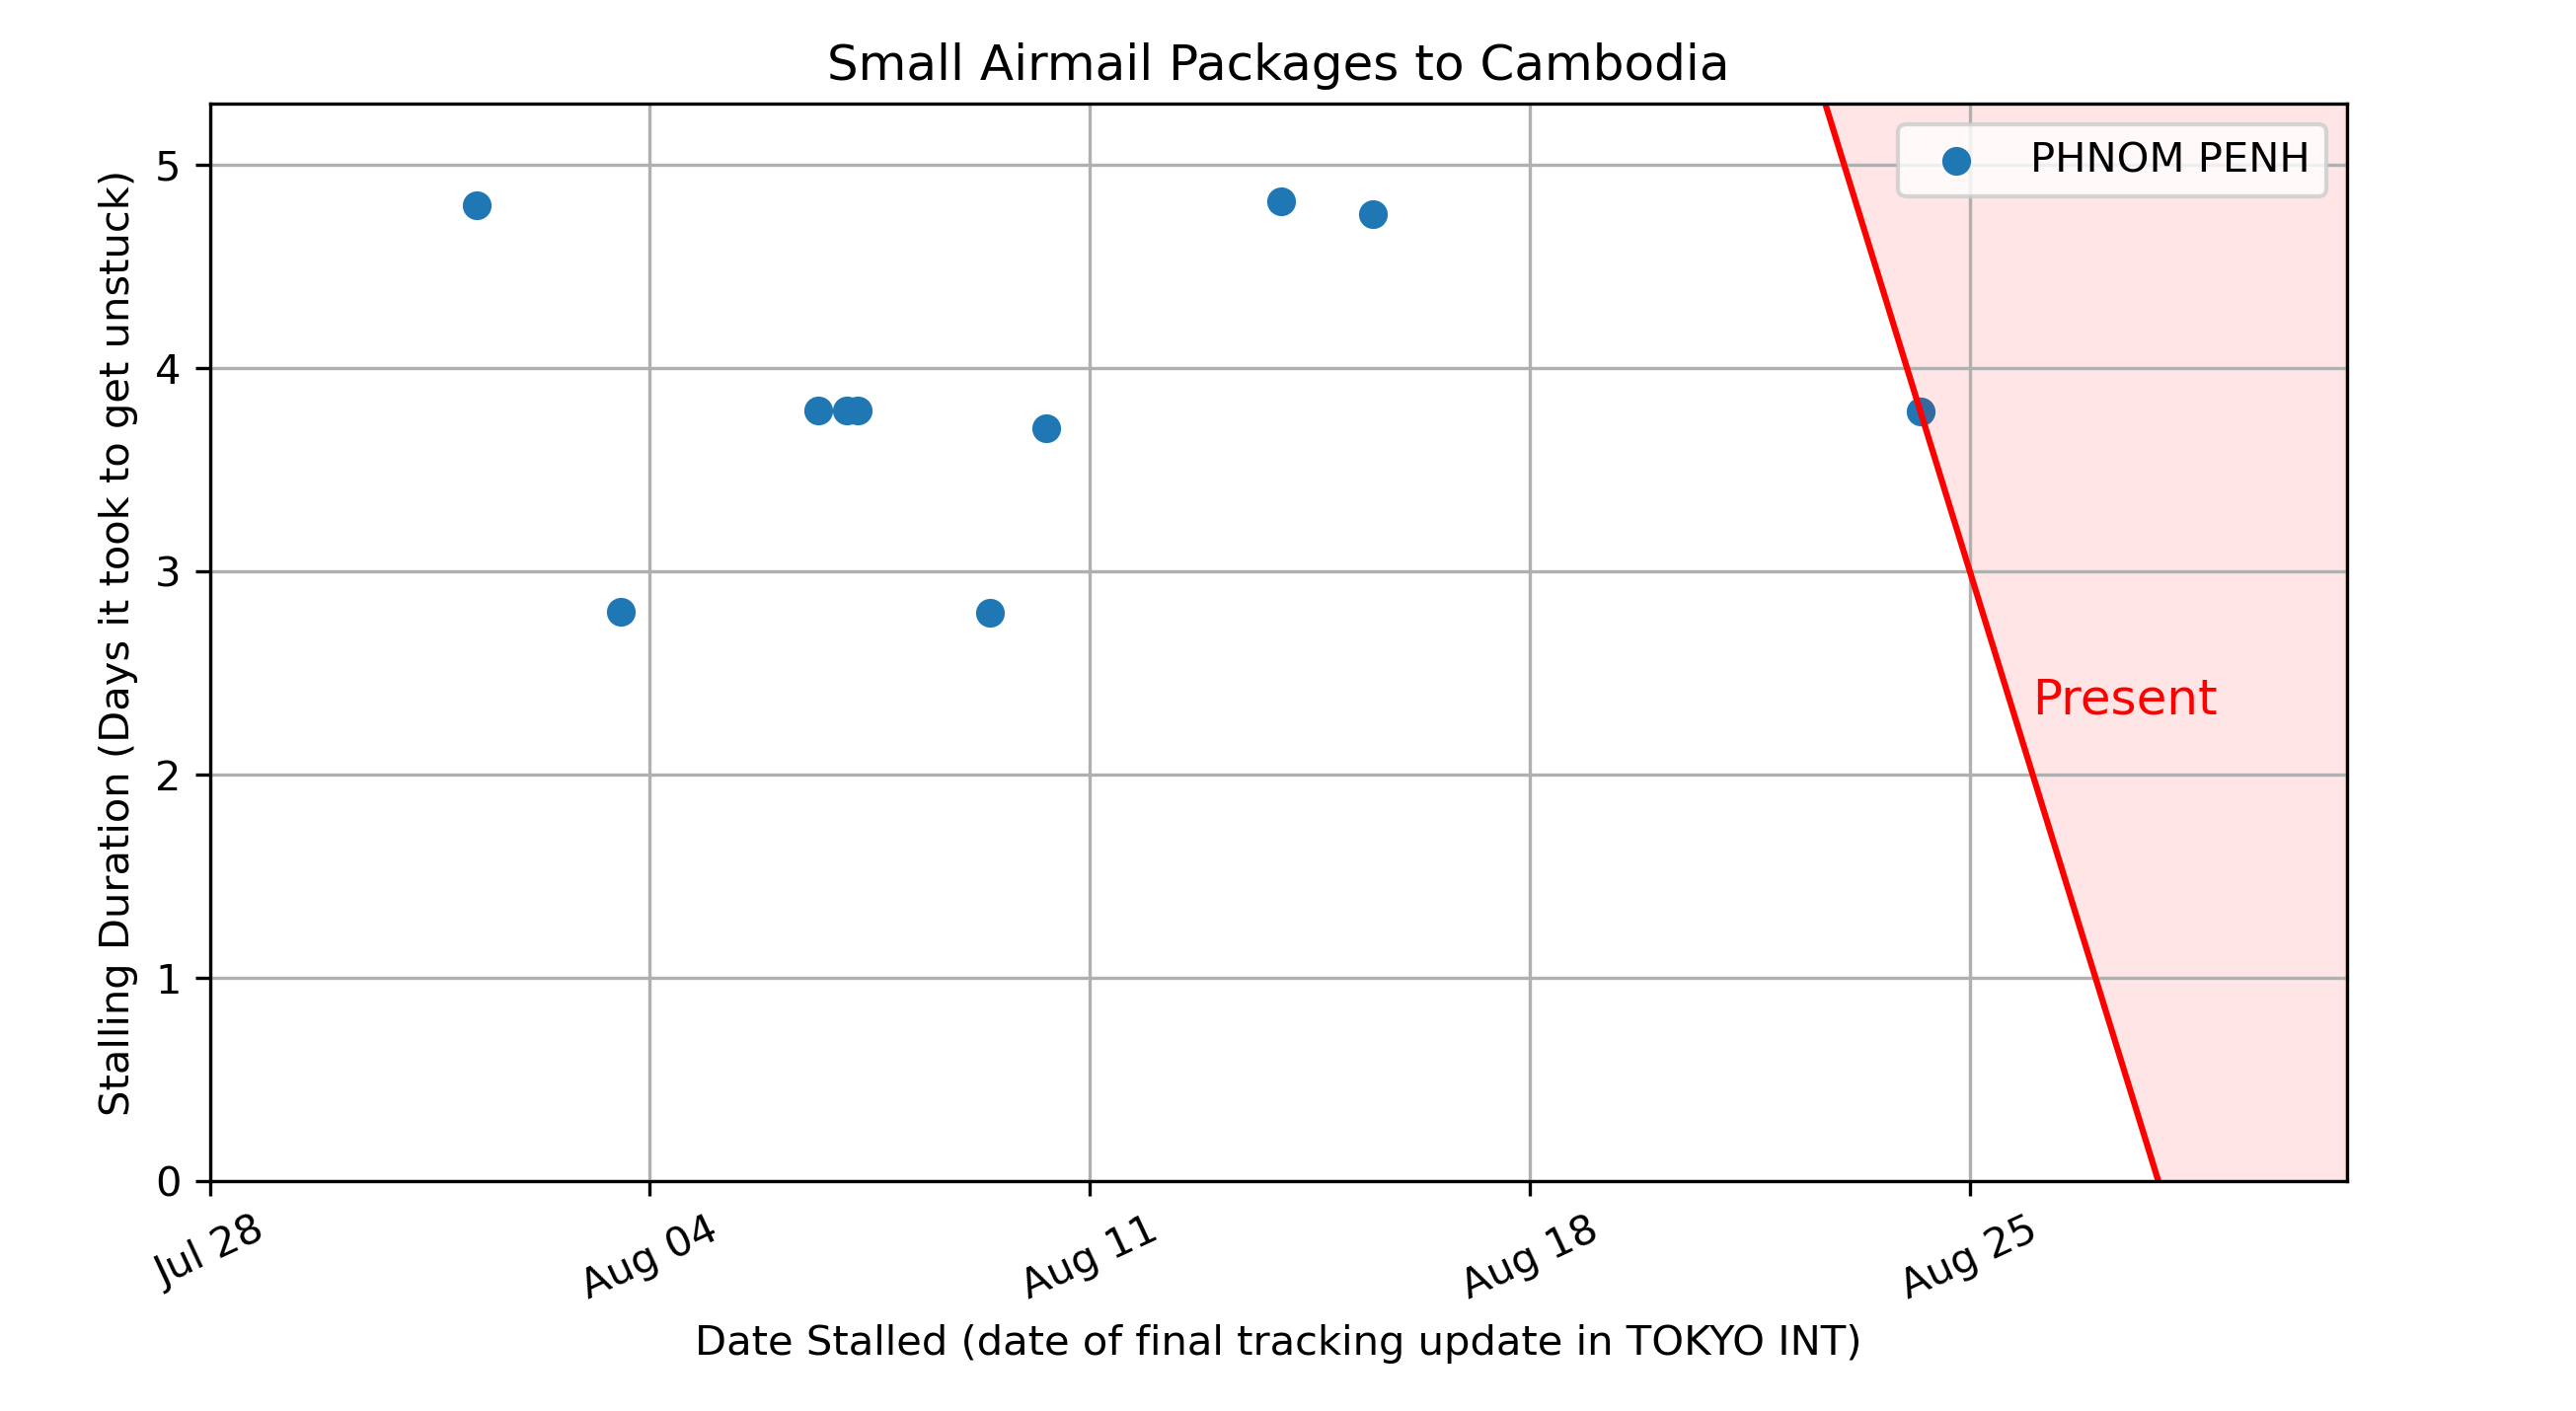 Small Airmail Packages to Cambodia
PHNOM PENH
Stalling Duration (Days it took to get unstuck)
5
4
3
2
1
0
Present
Jul 28
Aug 04
Aug 11
Aug 18
Aug 25
Date Stalled (date of final tracking update in TOKYO INT)